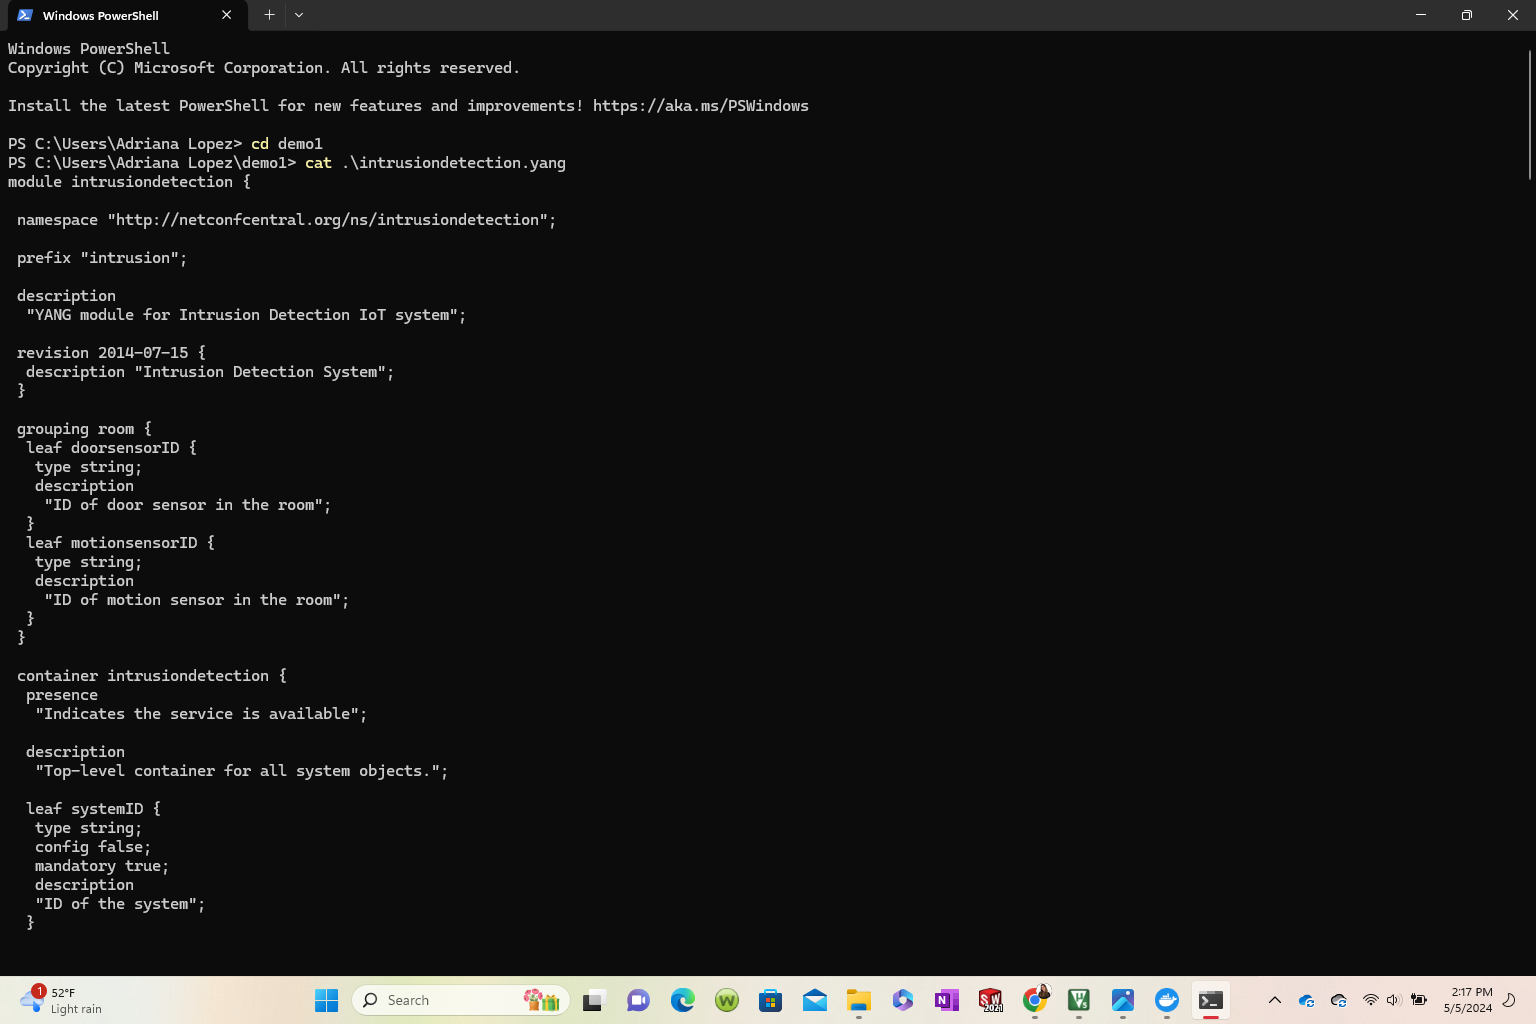 Windows PowerShell
Windows PowerShell
Copyright (C) Microsoft Corporation. All rights reserved.
Install the latest PowerShell for new features and improvements! https://aka.ms/PSWindows
PS C:\Users\Adriana Lopez> cd demo1
PS C:\Users\Adriana Lopez\demo1> cat .\intrusiondetection.yang
module intrusiondetection {
namespace "http://netconfcentral.org/ns/intrusiondetection";
prefix "intrusion";
description
"YANG module for Intrusion Detection IoT system";
revision 2014-07-15 {
description "Intrusion Detection System";
}
grouping room {
leaf doorsensorID {
type string;
description
"ID of door sensor in the room";
}
leaf motionsensorID {
type string;
description
"ID of motion sensor in the room";
}
}
container intrusiondetection {
presence
"Indicates the service is available";
description
"Top-level container for all system objects.";
leaf systemID {
type string;
config false;
mandatory true;
description
"ID of the system";
}
1
52°F
Light rain
Search
W
N
SW
2021
2:17 PM
5/5/2024